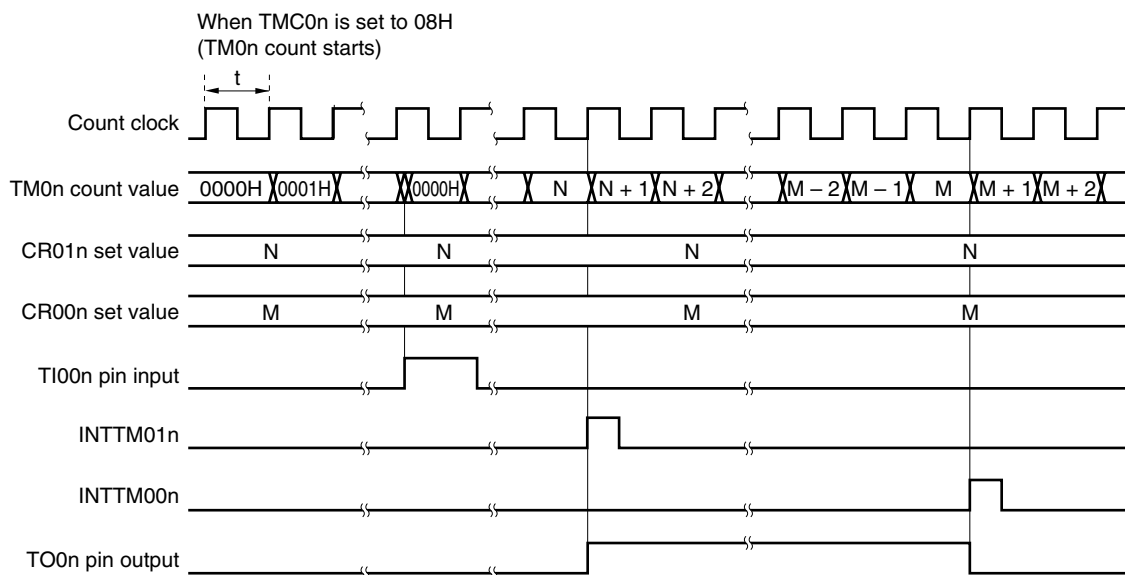 When TMC0n is set to 08H
(TM0n count starts)
t
Count clock
TM0n count value 0000H 0001H 0000H N N + 1 N + 2 M – 2 M – 1 M M + 1 M + 2
CR01n set value N N N N
CR00n set value M M M M
TI00n pin input
INTTM01n
INTTM00n
TO0n pin output